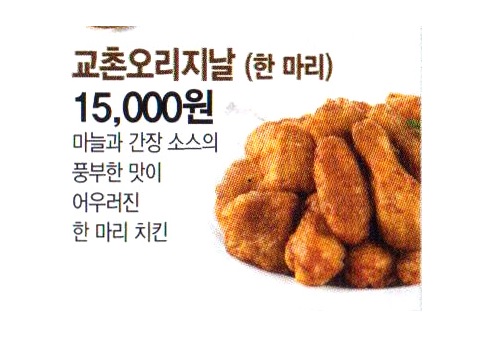 교촌오리지날 (한 마리)
15,000원
마늘과 간장 소스의
풍부한 맛이
어우러진
한 마리 치킨